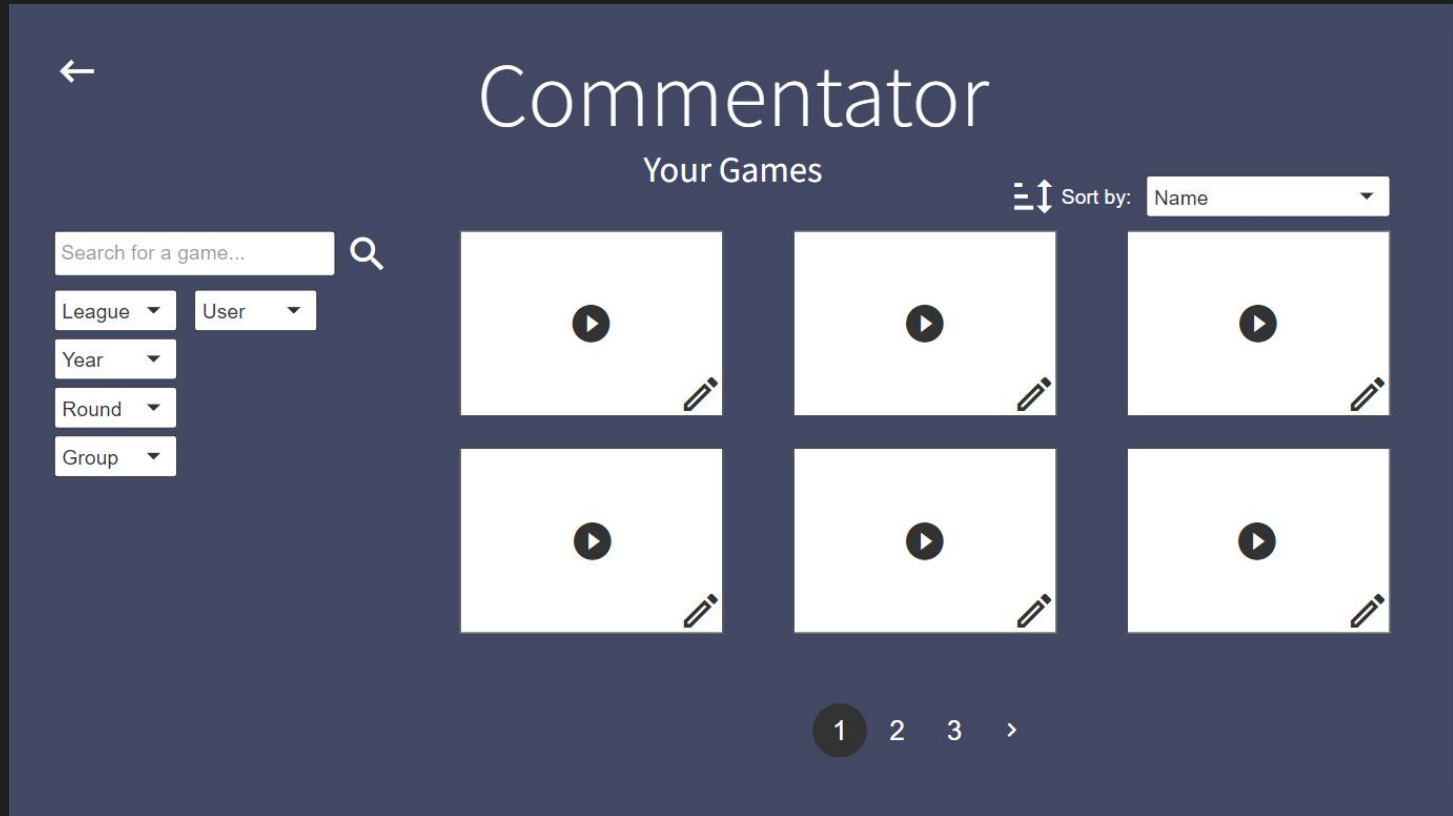 Commentator
Your Games
Sort by: Name
Search for a game...
League User
Year
Round
Group
1 2 3